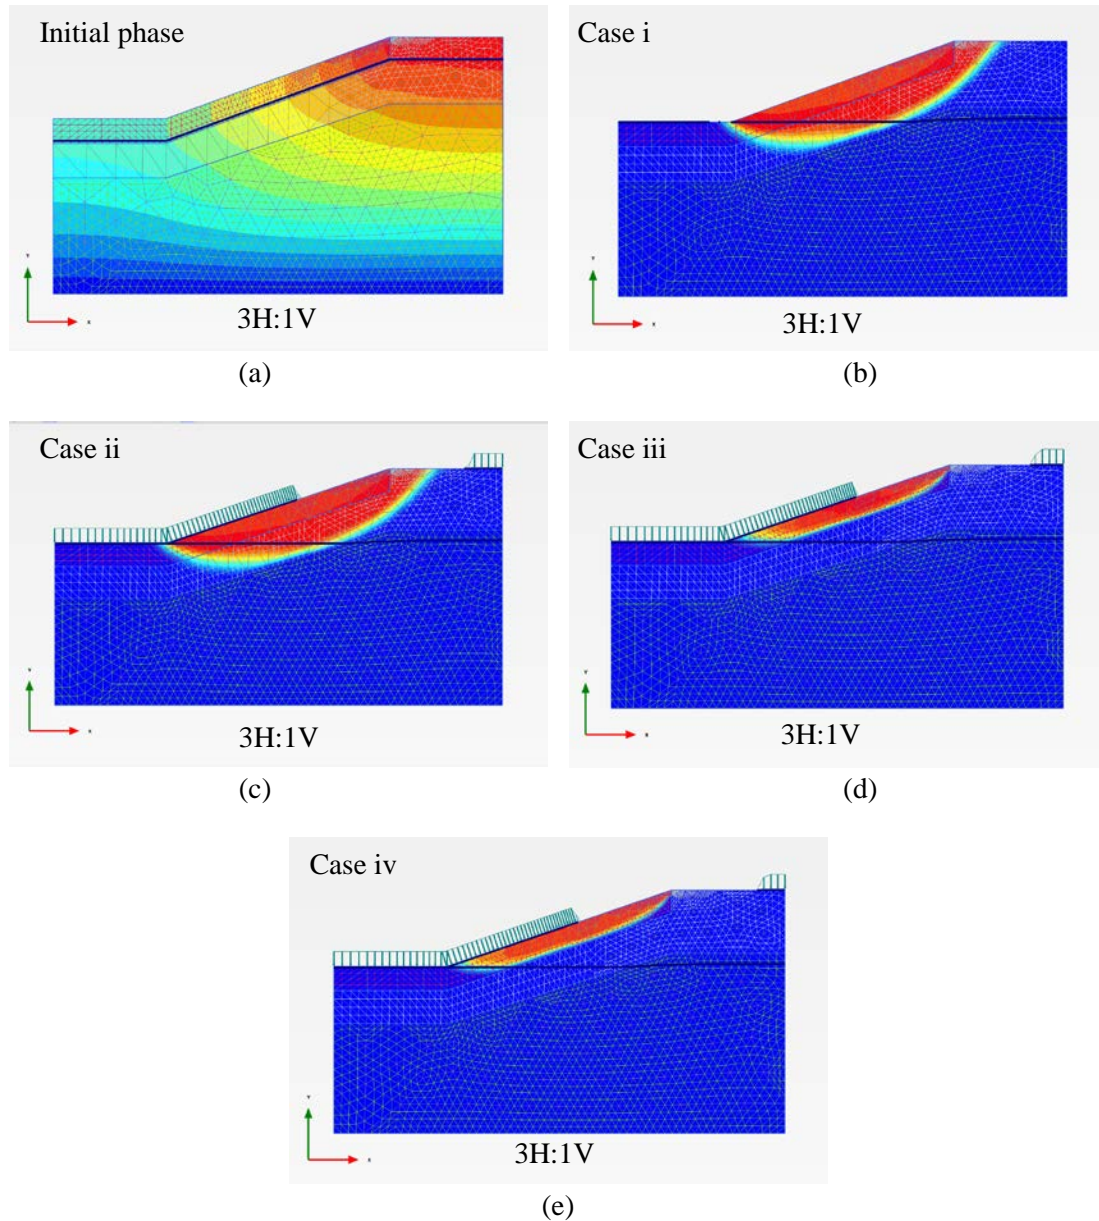 Initial phase
3H:1V
(a)
Case i
3H:1V
(b)
Case ii
3H:1V
(c)
Case iii
3H:1V
(d)
Case iv
3H:1V
(e)